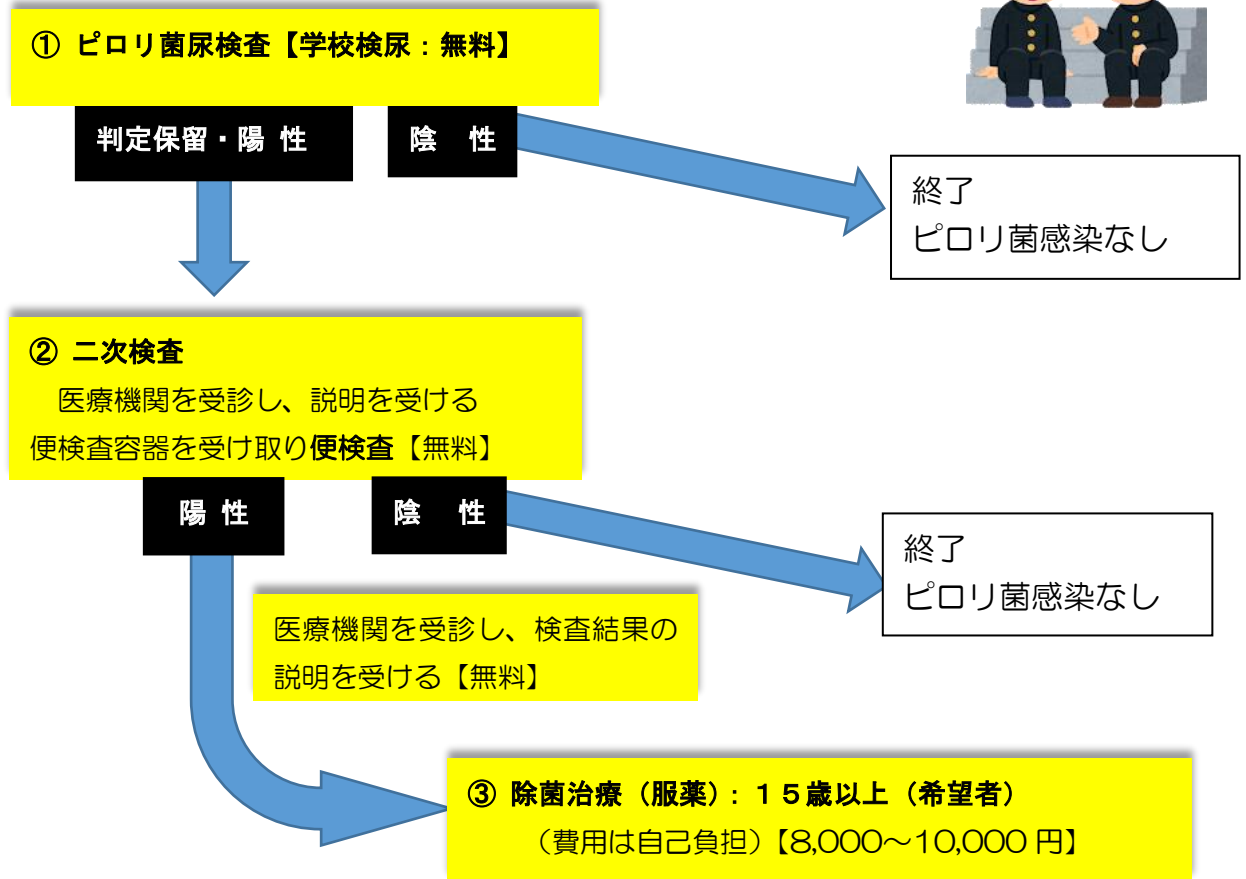 ① ピロリ菌尿検査【学校検尿：無料】
判定保留・陽 性
陰 性
終了
ピロリ菌感染なし
② 二次検査
医療機関を受診し、説明を受ける
便検査容器を受け取り便検査【無料】
陽 性
陰 性
終了
ピロリ菌感染なし
医療機関を受診し、検査結果の
説明を受ける【無料】
③ 除菌治療（服薬）：１５歳以上（希望者）
（費用は自己負担）【8,000～10,000 円】